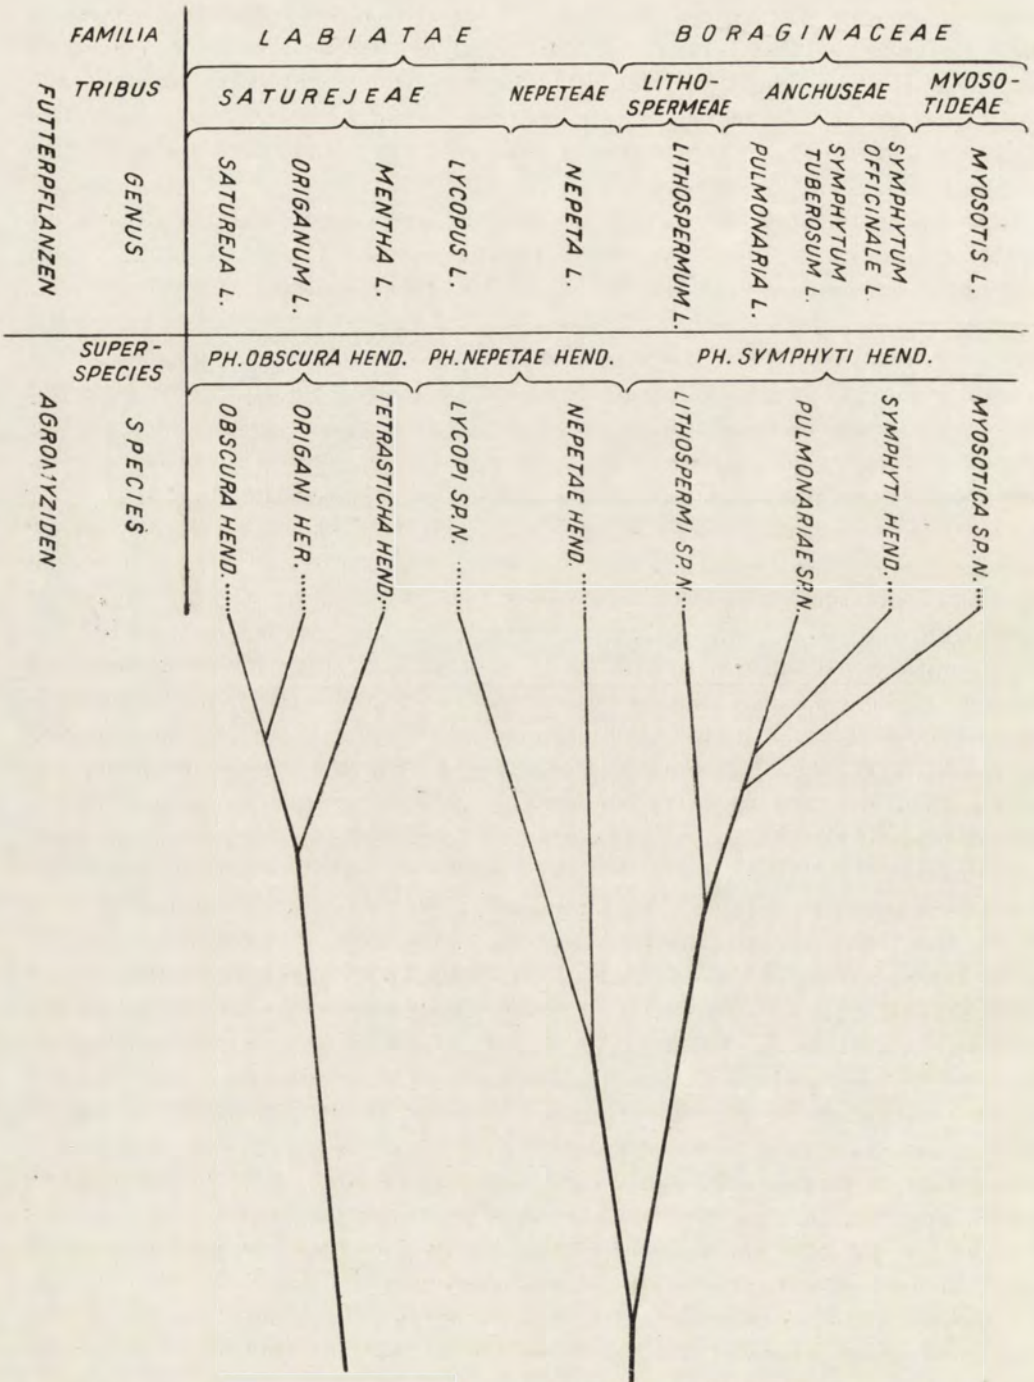 FAMILIA
LABIATAE
BORAGINACEAE
TRIBUS
SATUREJEAE
NEPETEAE
LITHO-
SPERMEAE
ANCHUSEAE
MYOSO-
TIDEAE
FUTTERPFLANZEN
GENUS
SATUREJA L.
ORIGANUM L.
MENTHA L.
LYCOPUS L.
NEPETA L.
LITHOSPERMUM L.
PULMONARIA L.
SYMPHYTUM
TUBEROSUM L.
SYMPHYTUM
OFFICINALE L.
MYOSOTIS L.
SUPER-
SPECIES
PH. OBSCURA HEND.
PH. NEPETAE HEND.
PH. SYMPHYTI HEND.
AGROMYZIDEN
SPECIES
OBSCURA HEND. ......
ORIGANI HER. ......
TETRASTICHA HEND. ...
LYCOPI SP.N. ......
NEPETAE HEND. ......
LITHOSPERMI SP.N. ...
PULMONARIAE SP.N.
SYMPHYTI HEND. ......
MYOSOTICA SP.N. ....